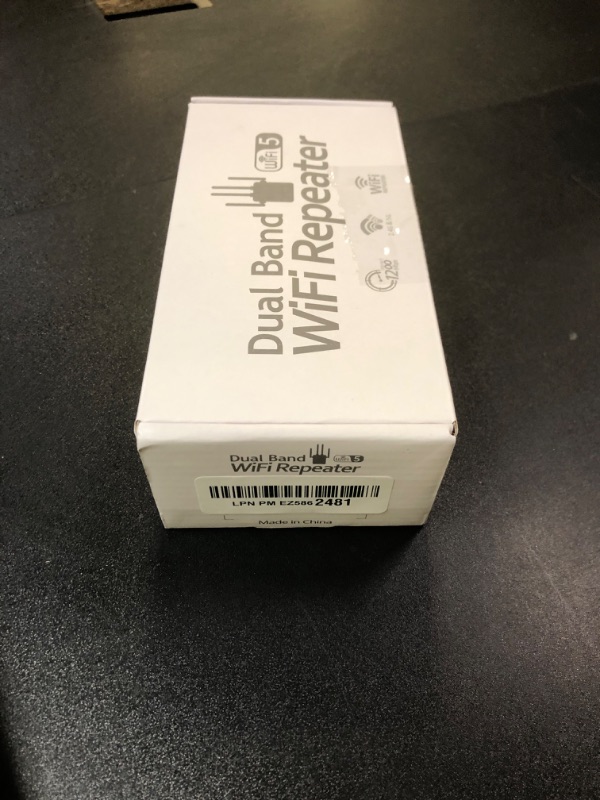 Dual Band WiFi 5
WiFi Repeater
1200
WiFi
Dual Band WiFi 5
WiFi Repeater
LPN PM EZ586 2481
Made in China